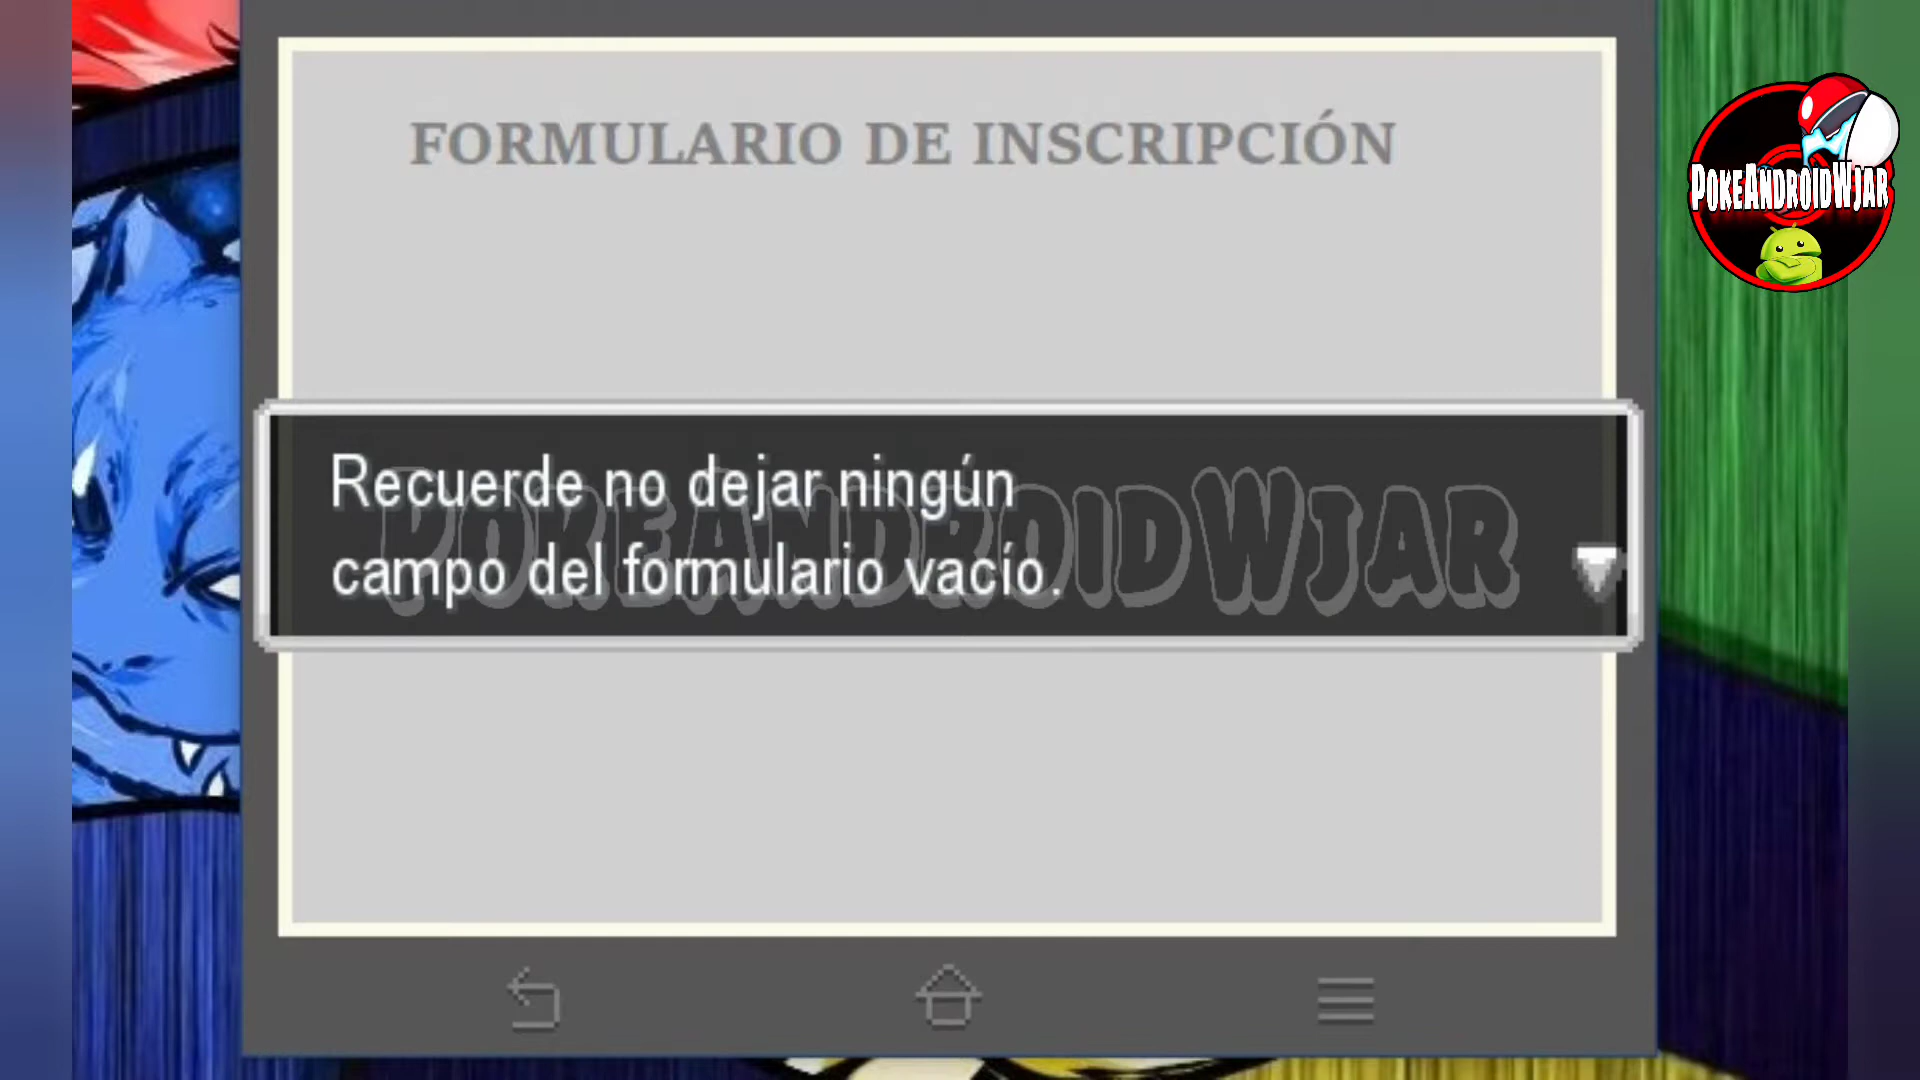 FORMULARIO DE INSCRIPCIÓN
POKEANDROIDWJAR
Recuerde no dejar ningún
campo del formulario vacío.
POKEANDROIDWJAR